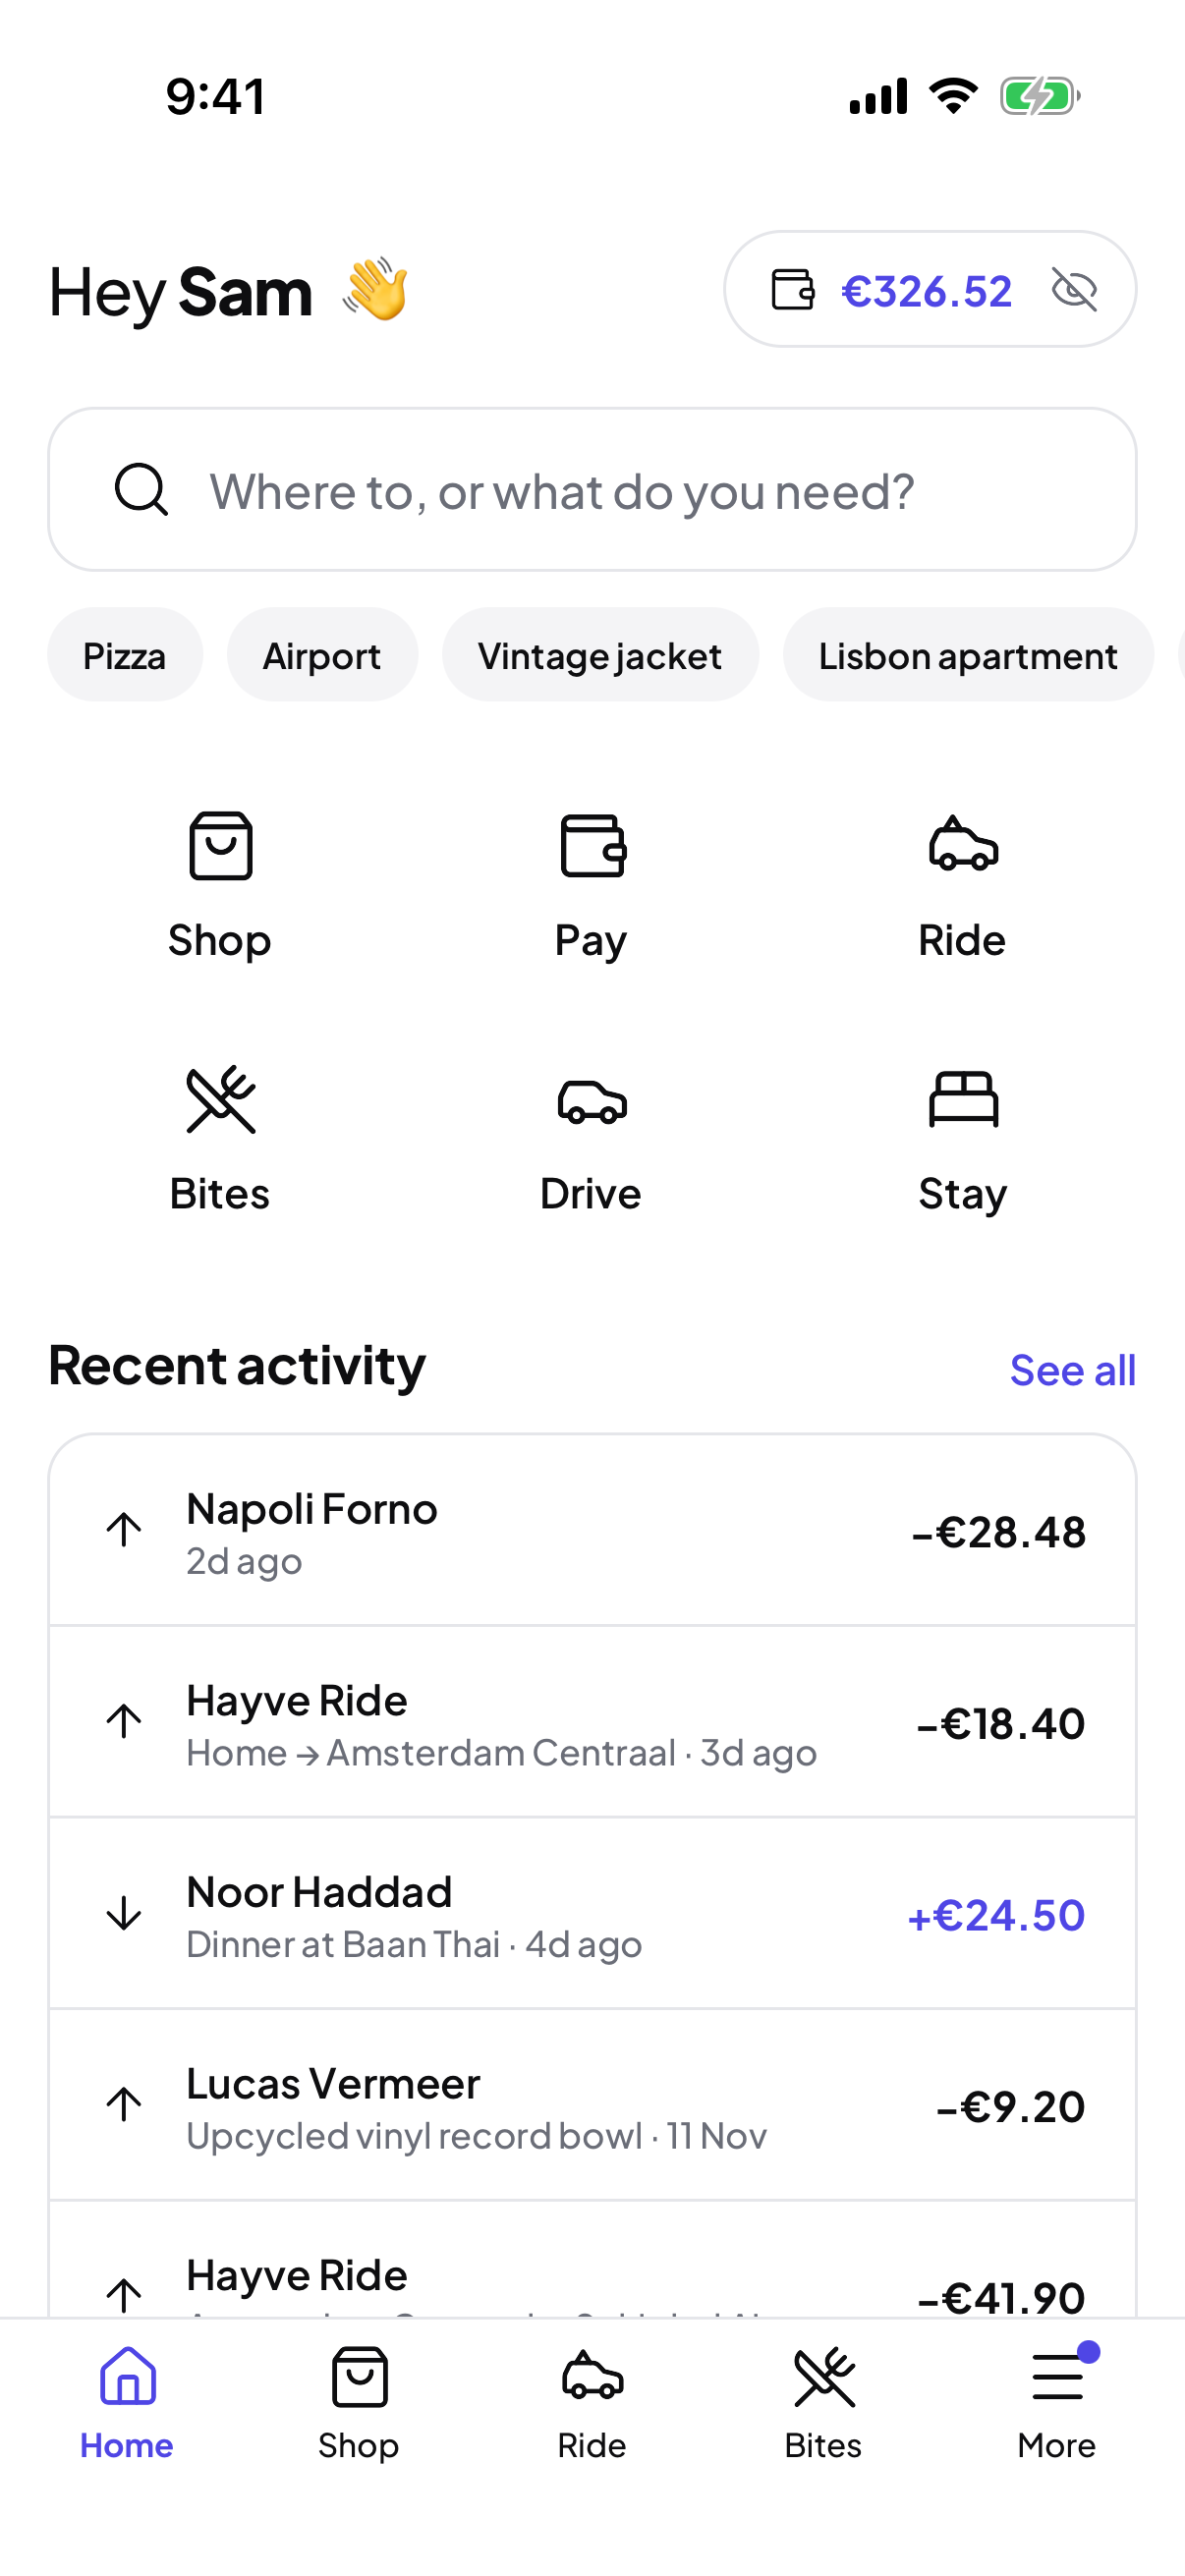 9:41
Hey Sam 👋
€326.52
Where to, or what do you need?
Pizza
Airport
Vintage jacket
Lisbon apartment
Shop
Pay
Ride
Bites
Drive
Stay
Recent activity
See all
Napoli Forno
2d ago
-€28.48
Hayve Ride
Home → Amsterdam Centraal · 3d ago
-€18.40
Noor Haddad
Dinner at Baan Thai · 4d ago
+€24.50
Lucas Vermeer
Upcycled vinyl record bowl · 11 Nov
-€9.20
Hayve Ride
-€41.90
Home
Shop
Ride
Bites
More